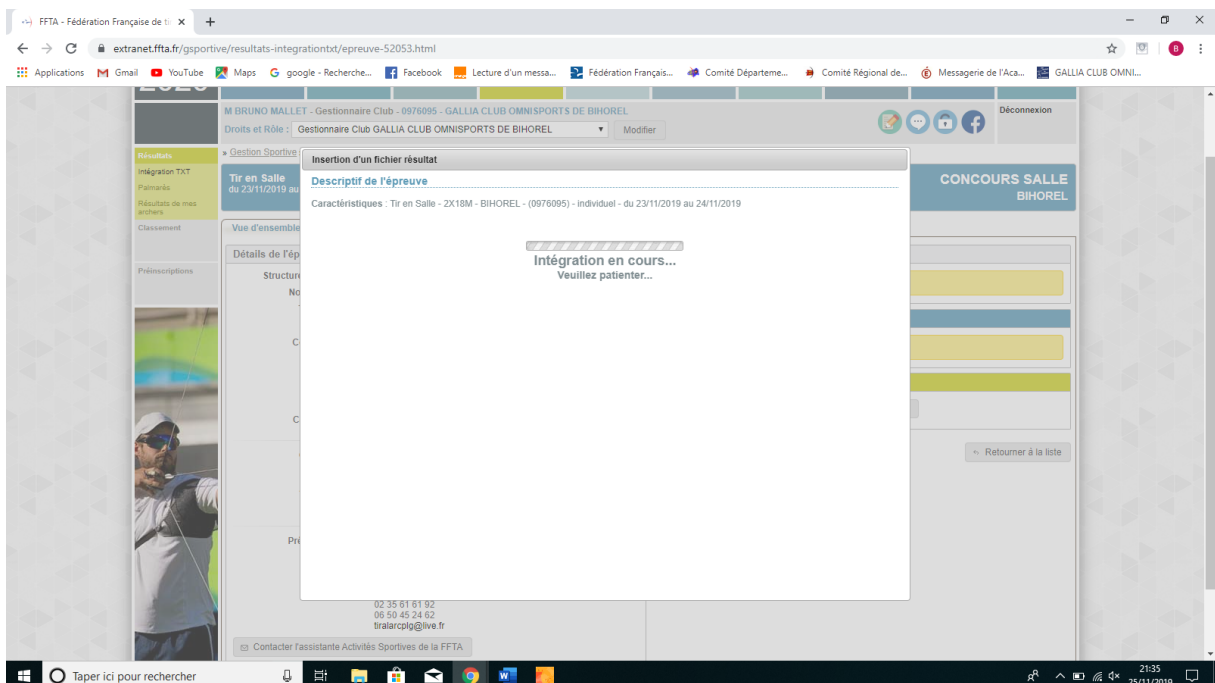 FFTA - Fédération Française de ti
extranet.ffta.fr/gsportive/resultats-integrationtxt/epreuve-52053.html
B
Applications Gmail YouTube Maps google - Recherche... Facebook Lecture d'un messa... Fédération Français... Comité Départeme... Comité Régional de... Messagerie de l'Aca... GALLIA CLUB OMNI...
M BRUNO MALLET - Gestionnaire Club - 0976095 - GALLIA CLUB OMNISPORTS DE BIHOREL
Déconnexion
Droits et Rôle : Gestionnaire Club GALLIA CLUB OMNISPORTS DE BIHOREL Modifier
Résultats
Intégration TXT
Palmarès
Résultats de mes archers
Classement
Préinscriptions
» Gestion Sportive
Insertion d'un fichier résultat
Tir en Salle
du 23/11/2019 au
CONCOURS SALLE
BIHOREL
Descriptif de l'épreuve
Caractéristiques : Tir en Salle - 2X18M - BIHOREL - (0976095) - individuel - du 23/11/2019 au 24/11/2019
Vue d'ensemble
Détails de l'ép
Structure
No
C
C
Pré
Intégration en cours...
Veuillez patienter...
Retourner à la liste
02 35 61 61 92
06 50 45 24 62
tiralarcplg@live.fr
Contacter l'assistante Activités Sportives de la FFTA
Taper ici pour rechercher
21:35
25/11/2019